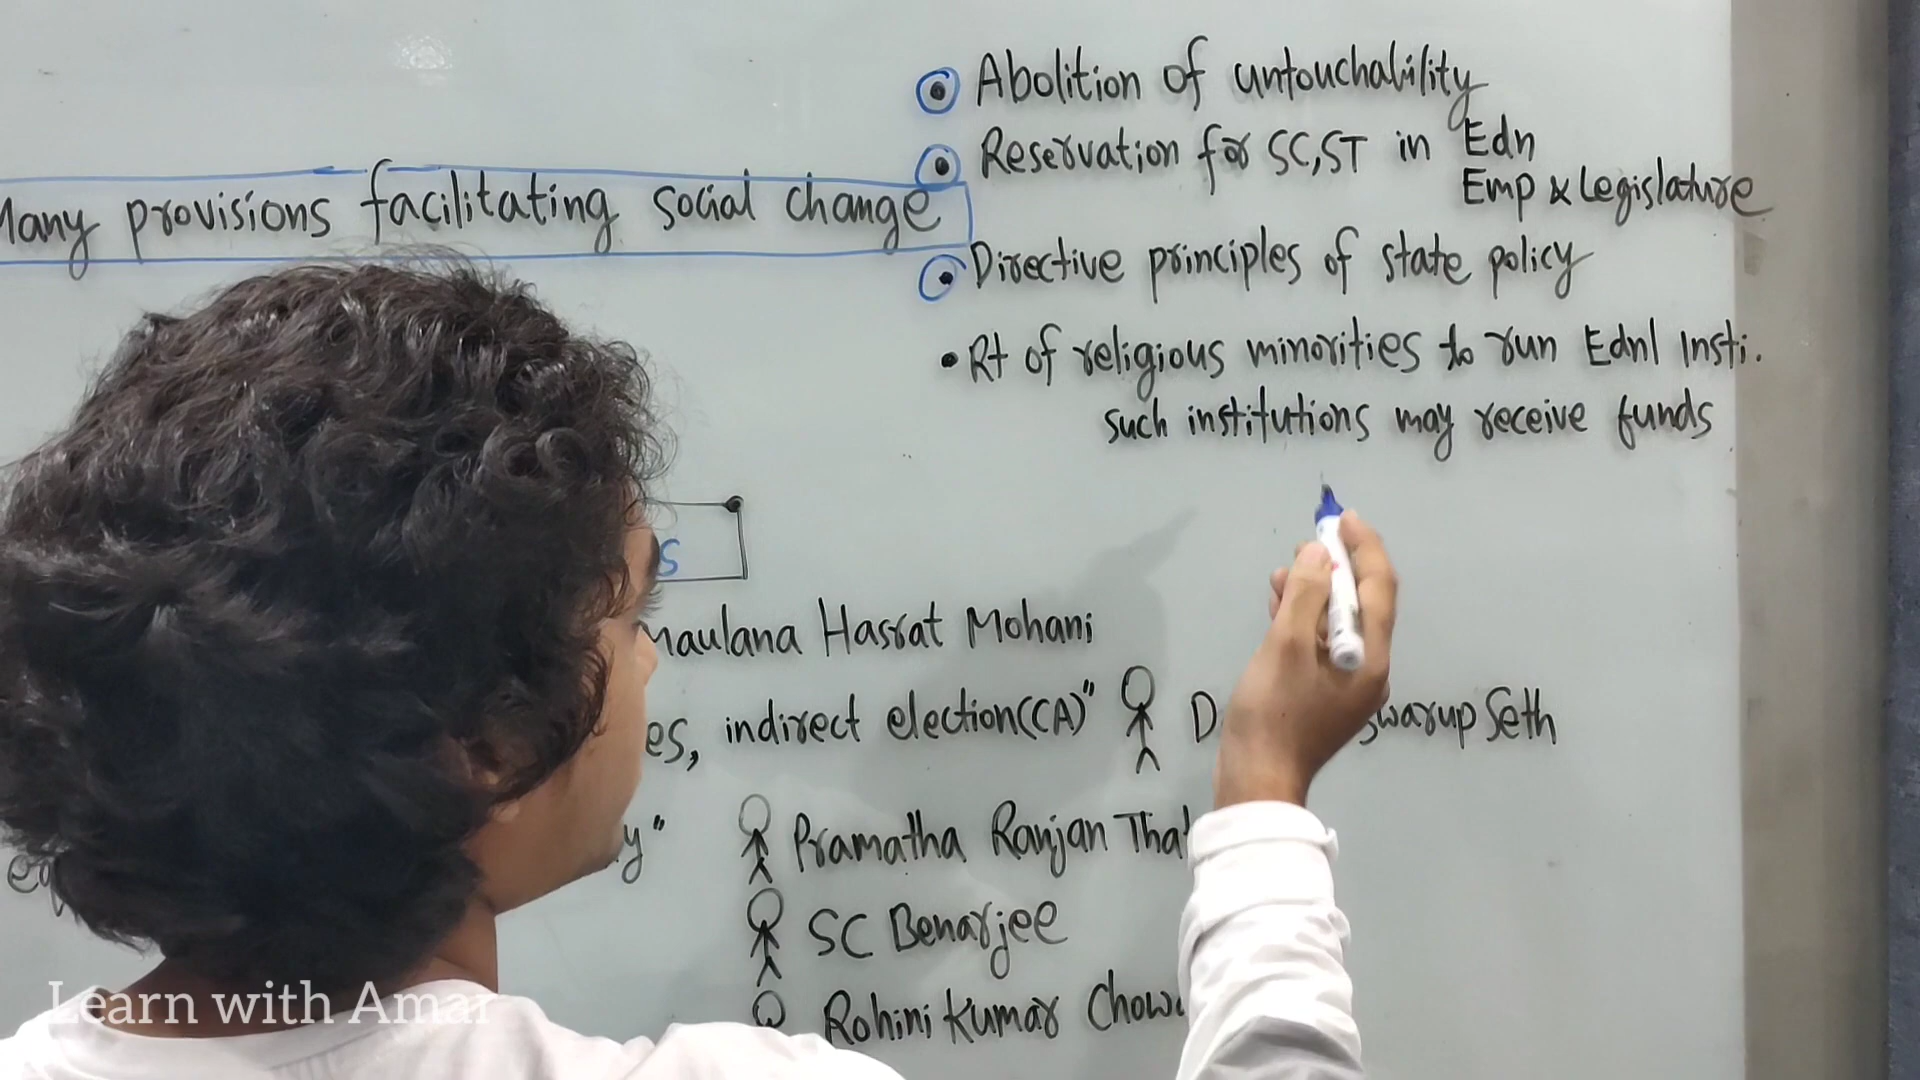 Abolition of untouchability
Reservation for SC, ST in Edn
Emp & Legislature
Many provisions facilitating social change
Directive principles of state policy
Rt of religious minorities to run Ednl Insti.
such institutions may receive funds
S
maulana Hasrat Mohani
es, indirect election(CA)" D swarup Seth
y" Pramatha Ranjan Tha
SC Benarjee
Rohini Kumar Chow
Learn with Amar